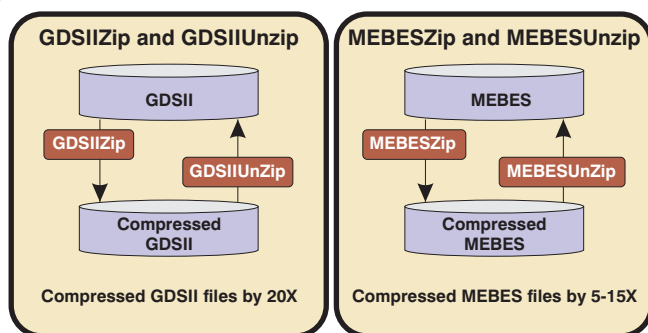 GDSIIZip and GDSIIUnzip
GDSII
GDSIIZip
GDSIIUnZip
Compressed
GDSII
Compressed GDSII files by 20X
MEBESZip and MEBESUnzip
MEBES
MEBESZip
MEBESUnZip
Compressed
MEBES
Compressed MEBES files by 5-15X